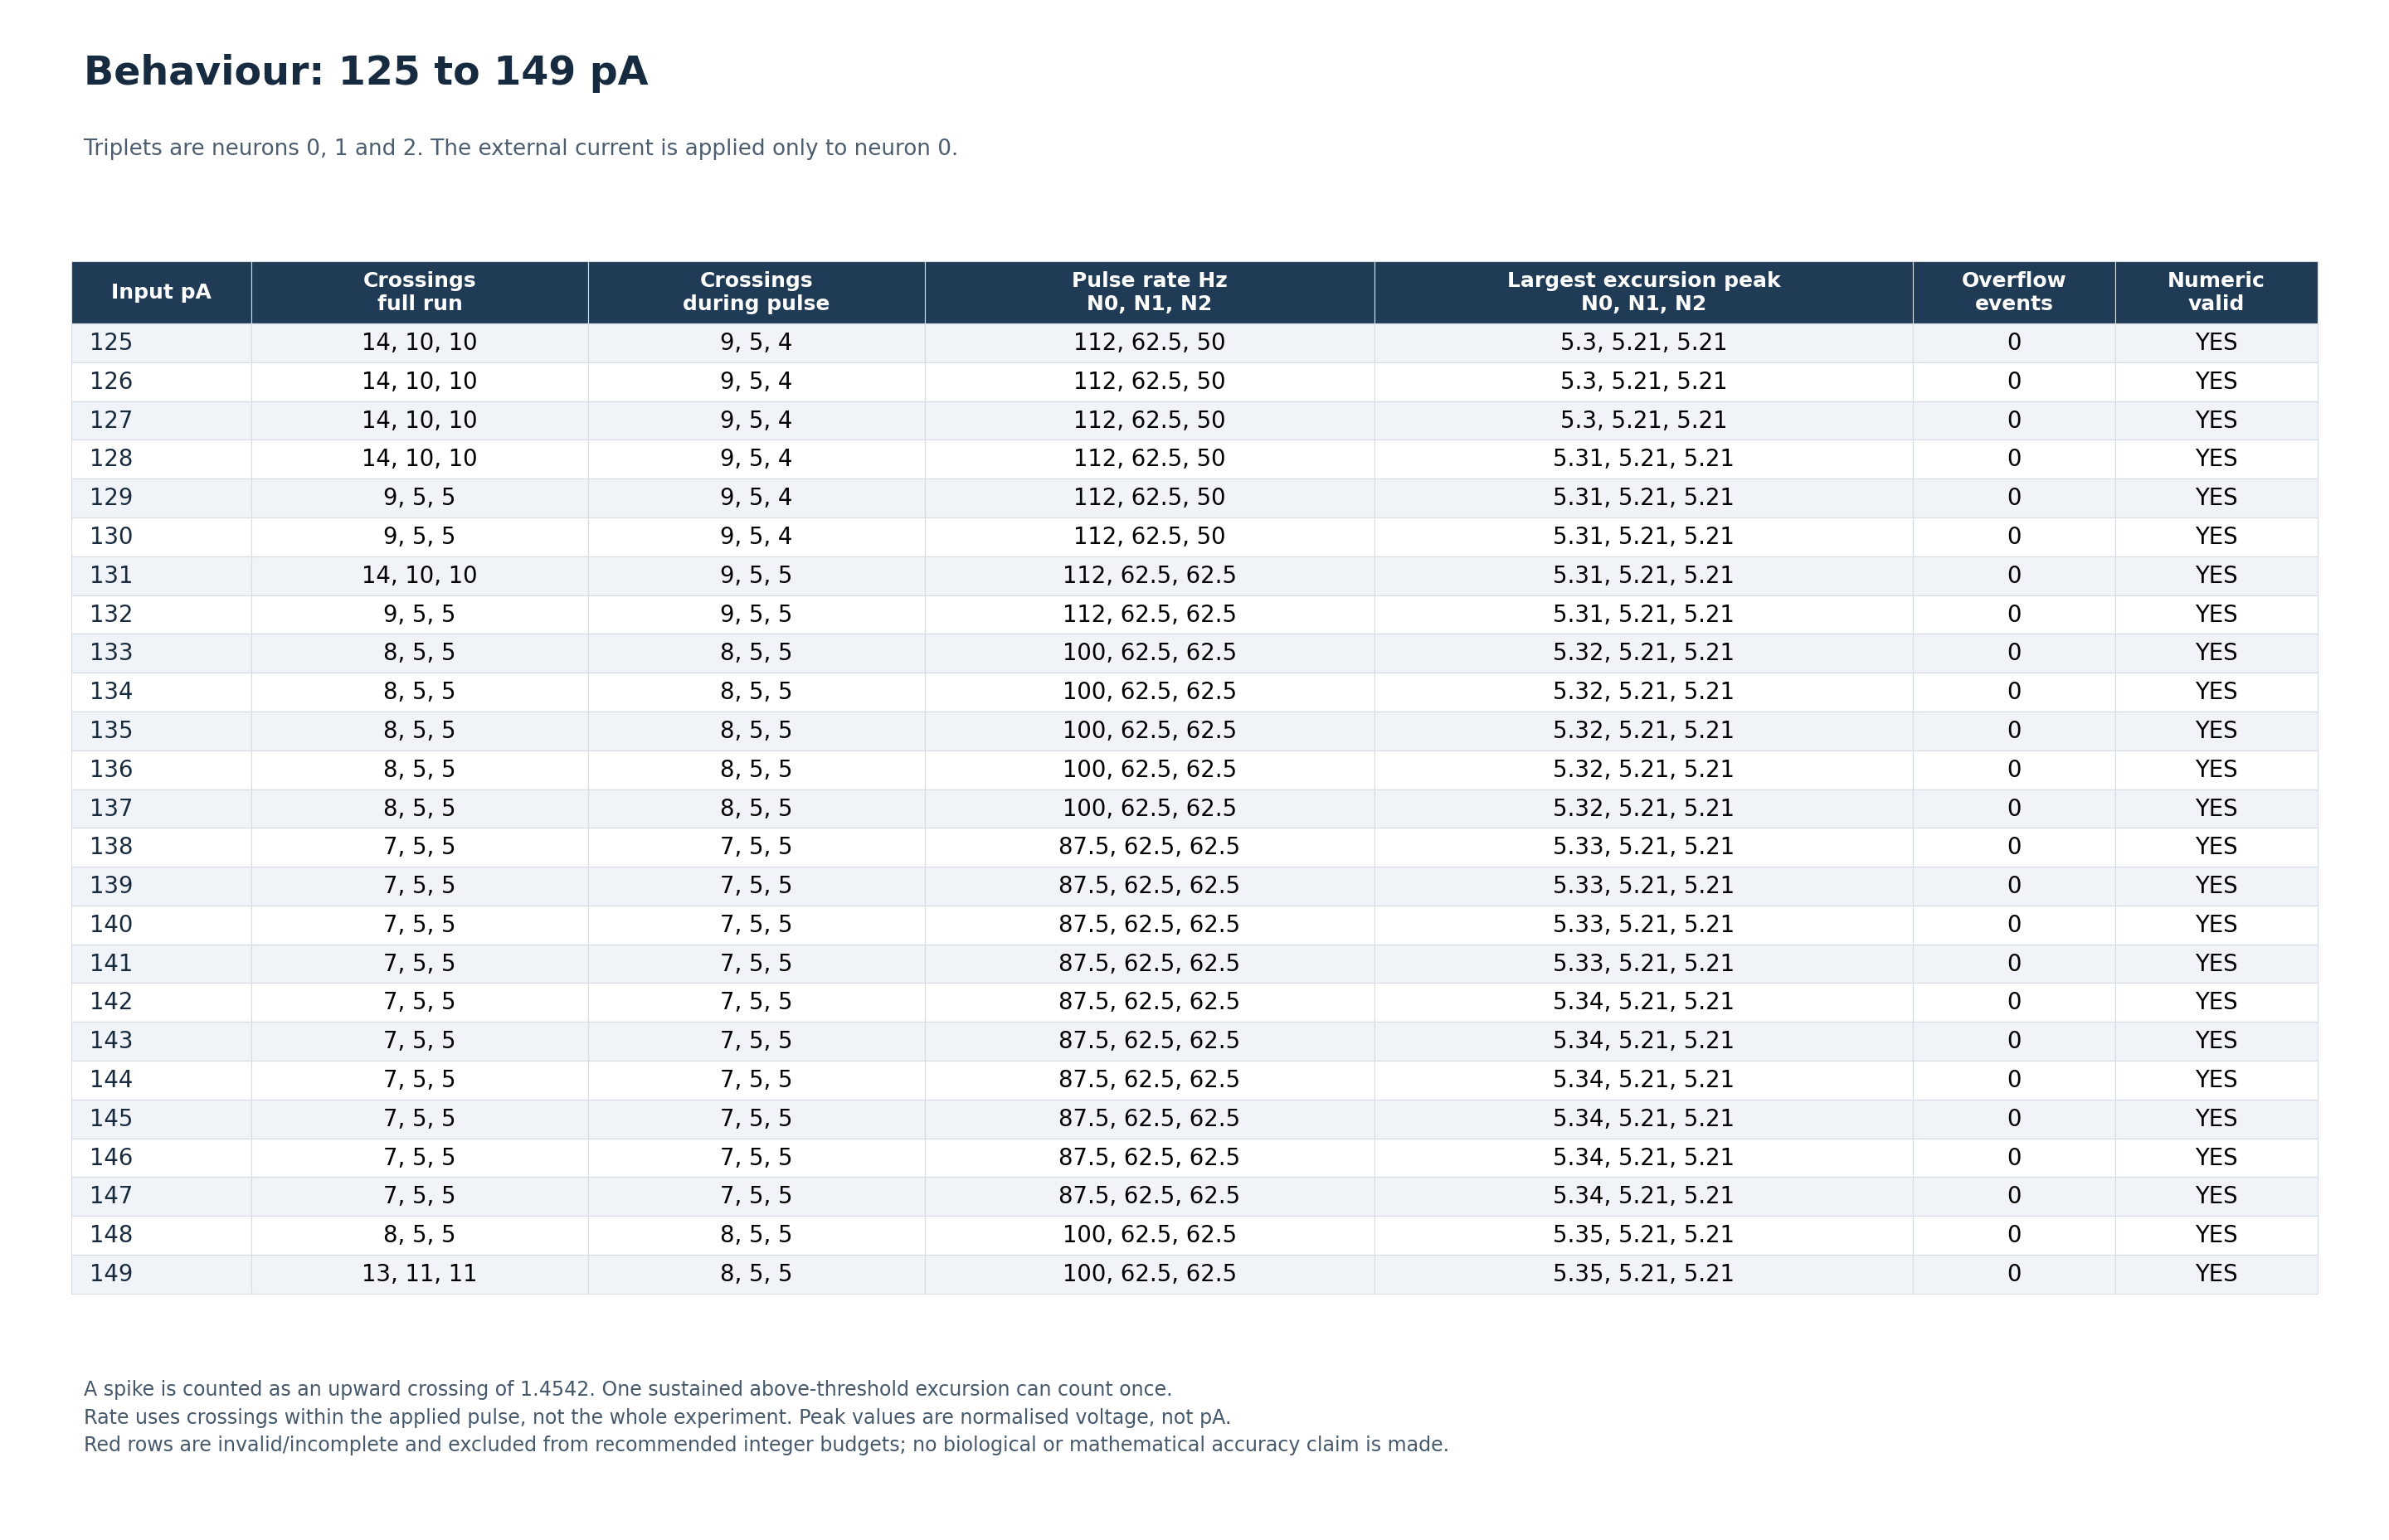 Behaviour: 125 to 149 pA
Triplets are neurons 0, 1 and 2. The external current is applied only to neuron 0.
Input pA Crossings full run Crossings during pulse Pulse rate Hz N0, N1, N2 Largest excursion peak N0, N1, N2 Overflow events Numeric valid
125 14, 10, 10 9, 5, 4 112, 62.5, 50 5.3, 5.21, 5.21 0 YES
126 14, 10, 10 9, 5, 4 112, 62.5, 50 5.3, 5.21, 5.21 0 YES
127 14, 10, 10 9, 5, 4 112, 62.5, 50 5.3, 5.21, 5.21 0 YES
128 14, 10, 10 9, 5, 4 112, 62.5, 50 5.31, 5.21, 5.21 0 YES
129 9, 5, 5 9, 5, 4 112, 62.5, 50 5.31, 5.21, 5.21 0 YES
130 9, 5, 5 9, 5, 4 112, 62.5, 50 5.31, 5.21, 5.21 0 YES
131 14, 10, 10 9, 5, 5 112, 62.5, 62.5 5.31, 5.21, 5.21 0 YES
132 9, 5, 5 9, 5, 5 112, 62.5, 62.5 5.31, 5.21, 5.21 0 YES
133 8, 5, 5 8, 5, 5 100, 62.5, 62.5 5.32, 5.21, 5.21 0 YES
134 8, 5, 5 8, 5, 5 100, 62.5, 62.5 5.32, 5.21, 5.21 0 YES
135 8, 5, 5 8, 5, 5 100, 62.5, 62.5 5.32, 5.21, 5.21 0 YES
136 8, 5, 5 8, 5, 5 100, 62.5, 62.5 5.32, 5.21, 5.21 0 YES
137 8, 5, 5 8, 5, 5 100, 62.5, 62.5 5.32, 5.21, 5.21 0 YES
138 7, 5, 5 7, 5, 5 87.5, 62.5, 62.5 5.33, 5.21, 5.21 0 YES
139 7, 5, 5 7, 5, 5 87.5, 62.5, 62.5 5.33, 5.21, 5.21 0 YES
140 7, 5, 5 7, 5, 5 87.5, 62.5, 62.5 5.33, 5.21, 5.21 0 YES
141 7, 5, 5 7, 5, 5 87.5, 62.5, 62.5 5.33, 5.21, 5.21 0 YES
142 7, 5, 5 7, 5, 5 87.5, 62.5, 62.5 5.34, 5.21, 5.21 0 YES
143 7, 5, 5 7, 5, 5 87.5, 62.5, 62.5 5.34, 5.21, 5.21 0 YES
144 7, 5, 5 7, 5, 5 87.5, 62.5, 62.5 5.34, 5.21, 5.21 0 YES
145 7, 5, 5 7, 5, 5 87.5, 62.5, 62.5 5.34, 5.21, 5.21 0 YES
146 7, 5, 5 7, 5, 5 87.5, 62.5, 62.5 5.34, 5.21, 5.21 0 YES
147 7, 5, 5 7, 5, 5 87.5, 62.5, 62.5 5.34, 5.21, 5.21 0 YES
148 8, 5, 5 8, 5, 5 100, 62.5, 62.5 5.35, 5.21, 5.21 0 YES
149 13, 11, 11 8, 5, 5 100, 62.5, 62.5 5.35, 5.21, 5.21 0 YES
A spike is counted as an upward crossing of 1.4542. One sustained above-threshold excursion can count once.
Rate uses crossings within the applied pulse, not the whole experiment. Peak values are normalised voltage, not pA.
Red rows are invalid/incomplete and excluded from recommended integer budgets; no biological or mathematical accuracy claim is made.